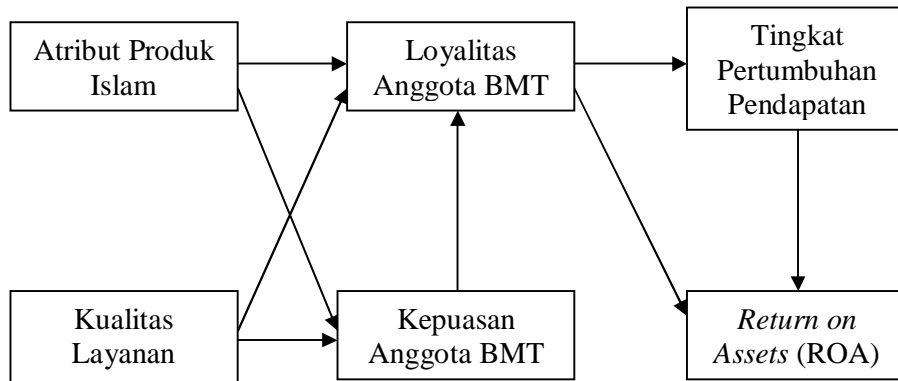 Atribut Produk
Islam
Loyalitas
Anggota BMT
Tingkat
Pertumbuhan
Pendapatan
Kualitas
Layanan
Kepuasan
Anggota BMT
Return on
Assets (ROA)